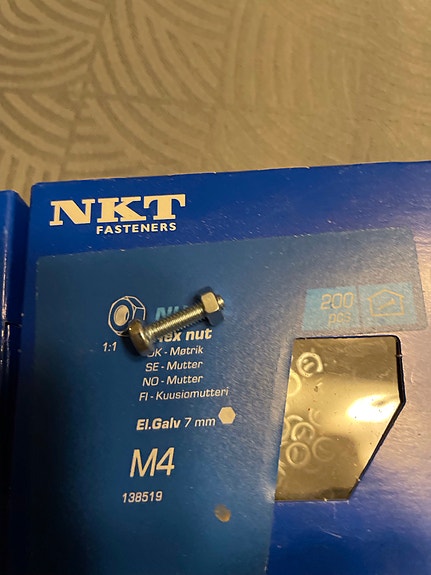 NKT
FASTENERS
200
pcs
1:1
Hex nut
DK - Møtrik
SE - Mutter
NO - Mutter
FI - Kuusiomutteri
El.Galv 7 mm
M4
138519